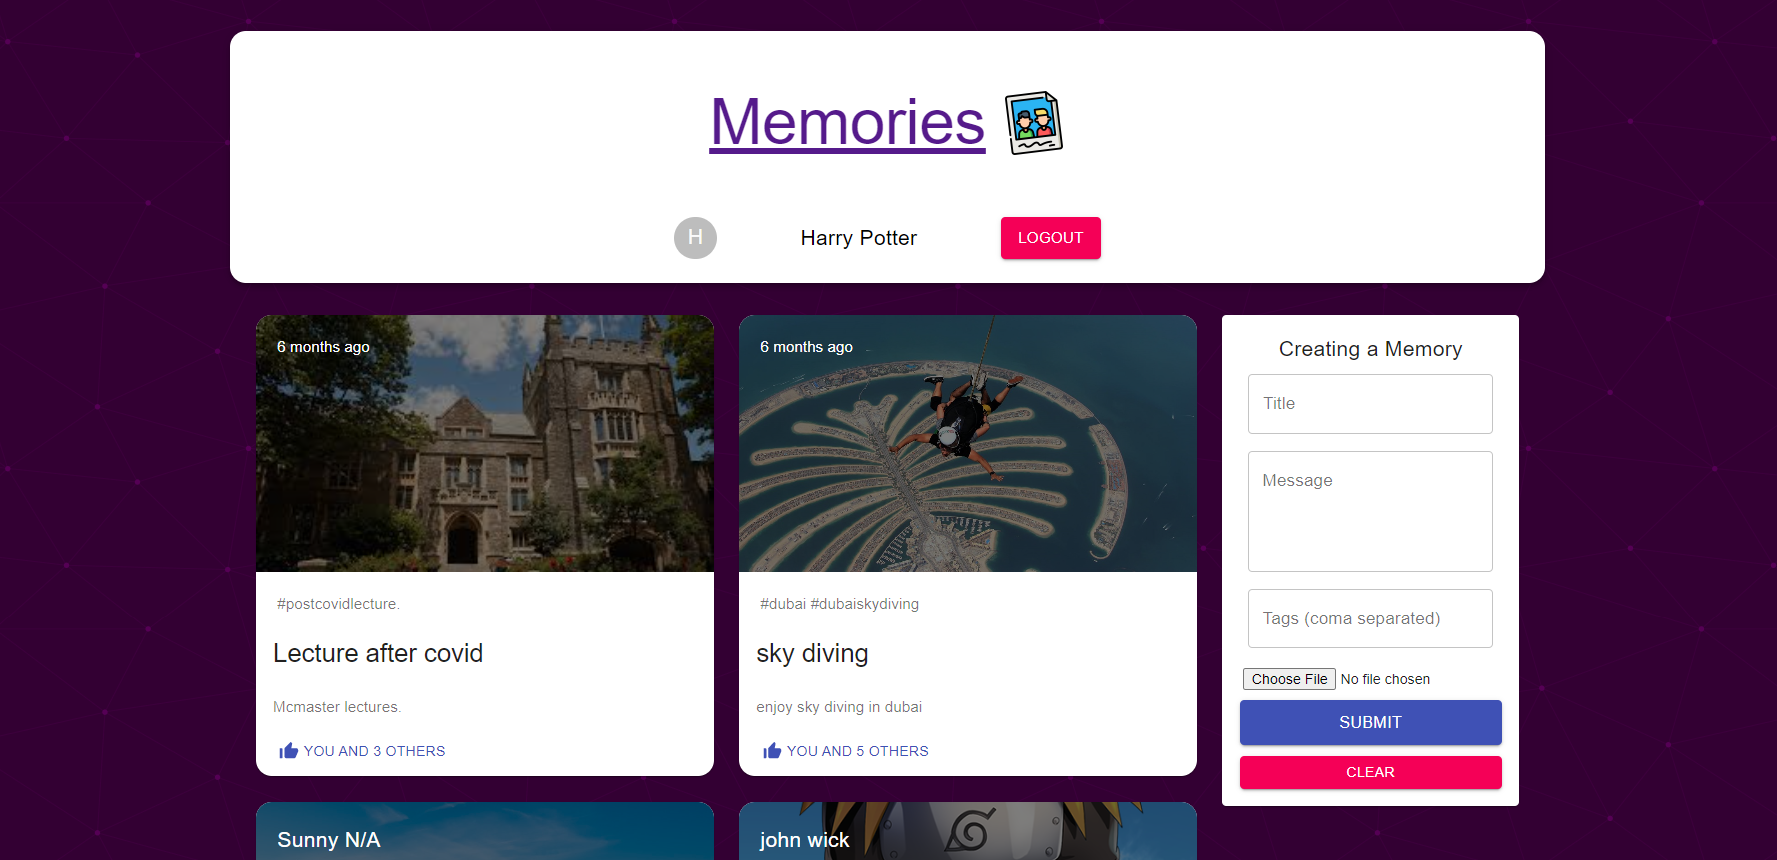 Memories
H
Harry Potter
LOGOUT
6 months ago
#postcovidlecture.
Lecture after covid
Mcmaster lectures.
YOU AND 3 OTHERS
6 months ago
#dubai #dubaiskydiving
sky diving
enjoy sky diving in dubai
YOU AND 5 OTHERS
Creating a Memory
Title
Message
Tags (coma separated)
Choose File No file chosen
SUBMIT
CLEAR
Sunny N/A
john wick